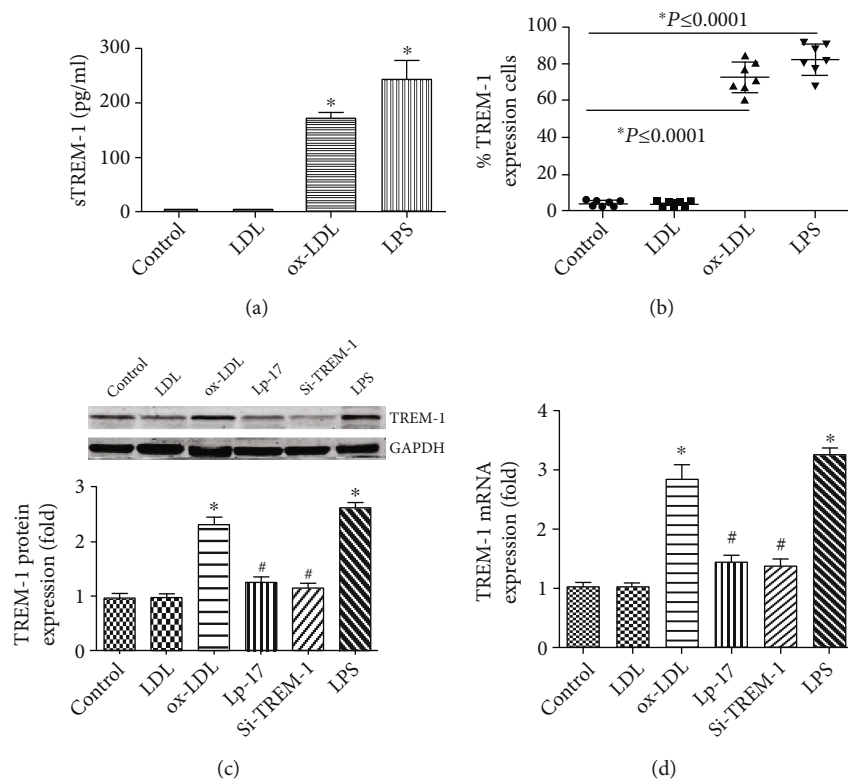 sTREM-1 (pg/ml)
300
200
100
0
*
*
Control
LDL
ox-LDL
LPS
(a)
% TREM-1
expression cells
100
80
60
40
20
0
*P≤0.0001
*P≤0.0001
Control
LDL
ox-LDL
LPS
(b)
Control
LDL
ox-LDL
Lp-17
Si-TREM-1
LPS
TREM-1
GAPDH
TREM-1 protein
expression (fold)
3
2
1
0
*
#
#
*
Control
LDL
ox-LDL
Lp-17
Si-TREM-1
LPS
(c)
TREM-1 mRNA
expression (fold)
4
3
2
1
0
*
#
#
*
Control
LDL
ox-LDL
Lp-17
Si-TREM-1
LPS
(d)